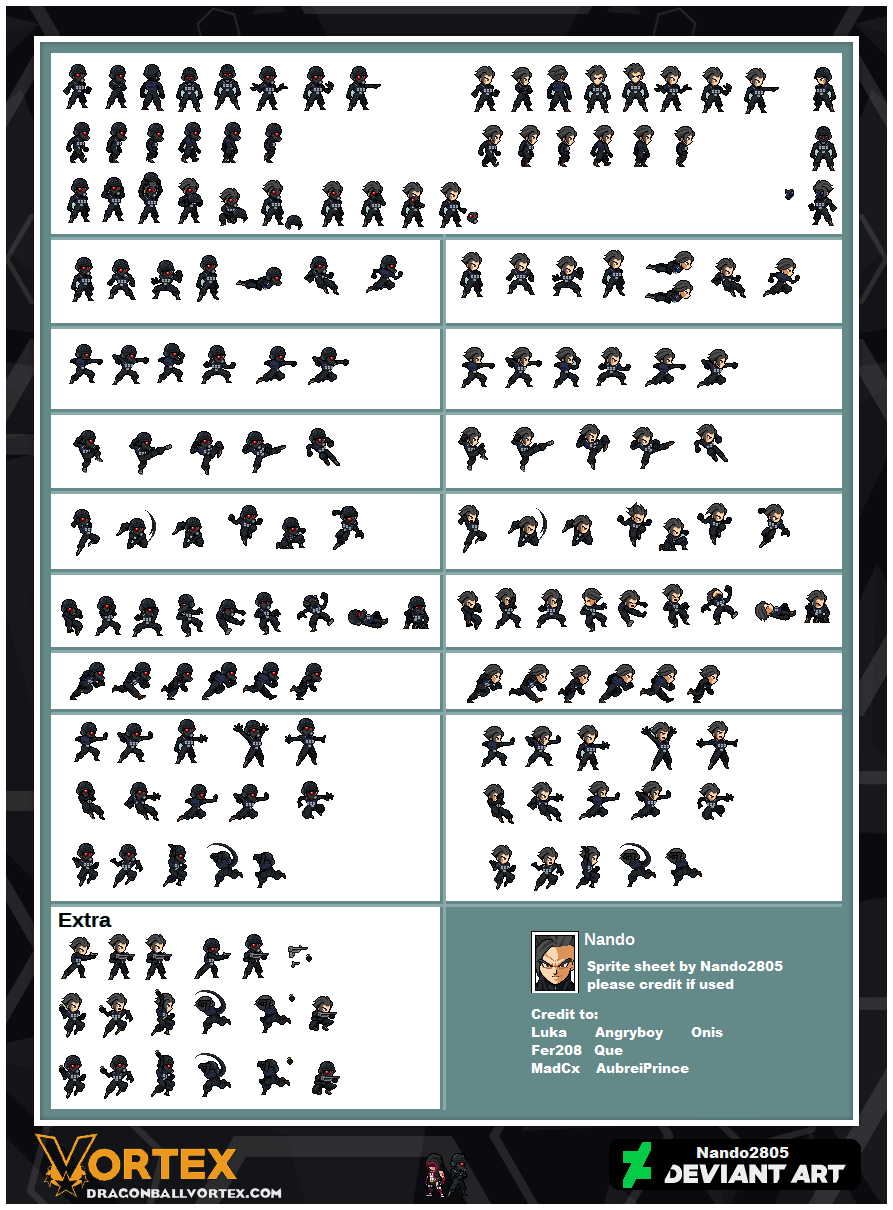 Extra
Nando
Sprite sheet by Nando2805
please credit if used
Credit to:
Luka Angryboy Onis
Fer208 Que
MadCx AubreiPrince
VORTEX
DRAGONBALLVORTEX.COM
Nando2805
DEVIANT ART